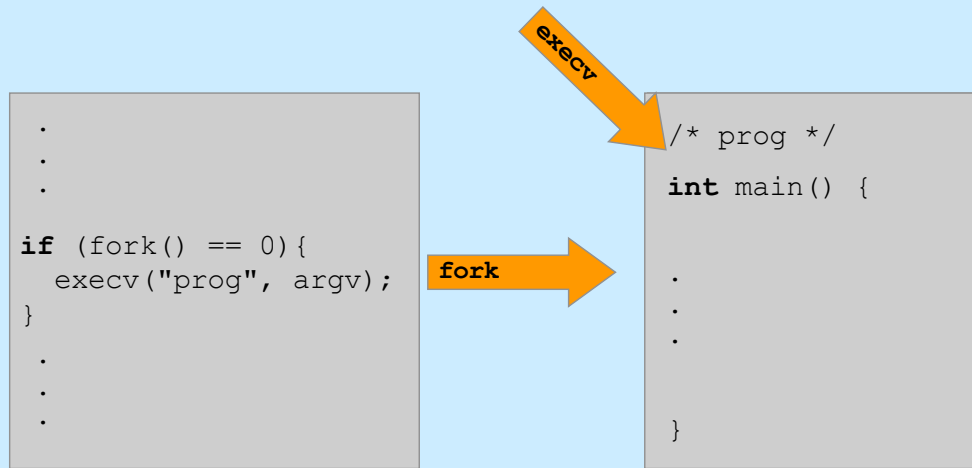 execv
.
.
.
if (fork() == 0){
  execv("prog", argv);
}
.
.
.
fork
/* prog */
int main() {
.
.
.
}